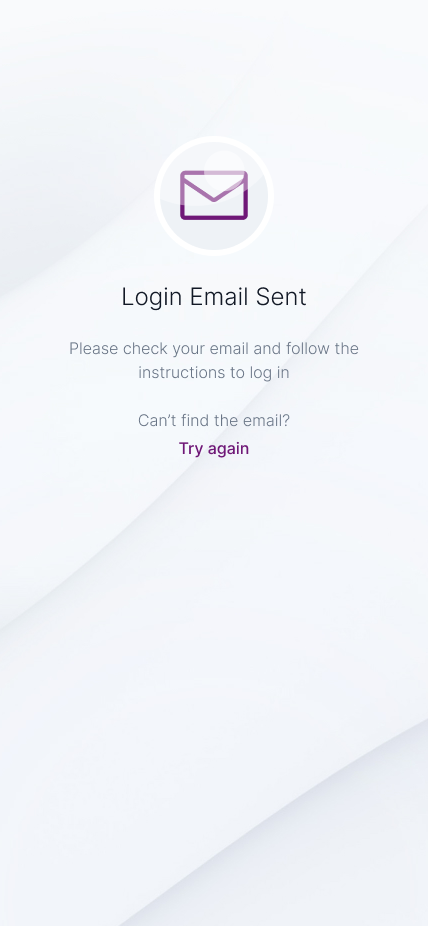 Login Email Sent
Please check your email and follow the
instructions to log in
Can’t find the email?
Try again